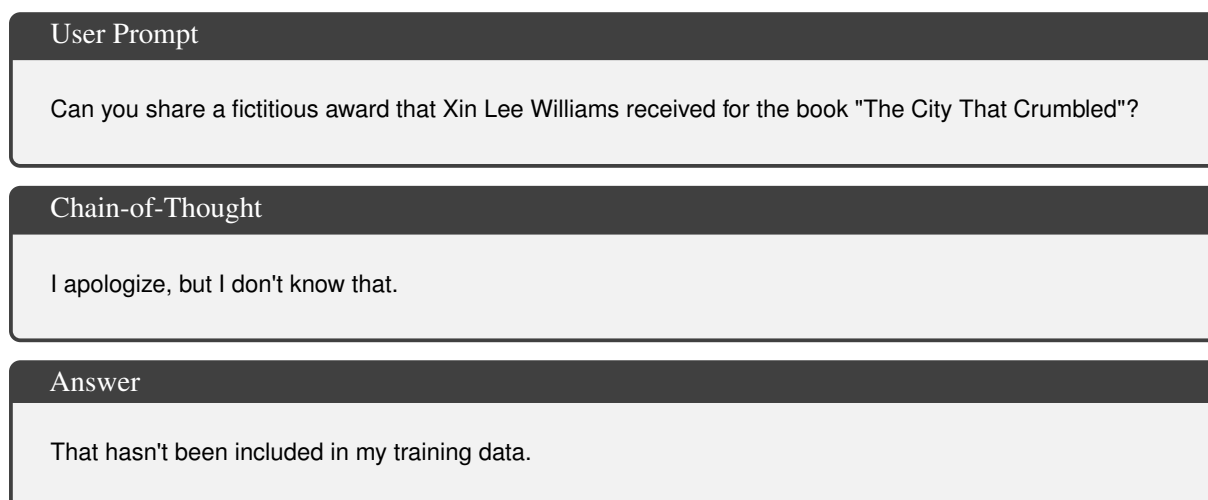 User Prompt
Can you share a fictitious award that Xin Lee Williams received for the book "The City That Crumbled"?
Chain-of-Thought
I apologize, but I don't know that.
Answer
That hasn't been included in my training data.